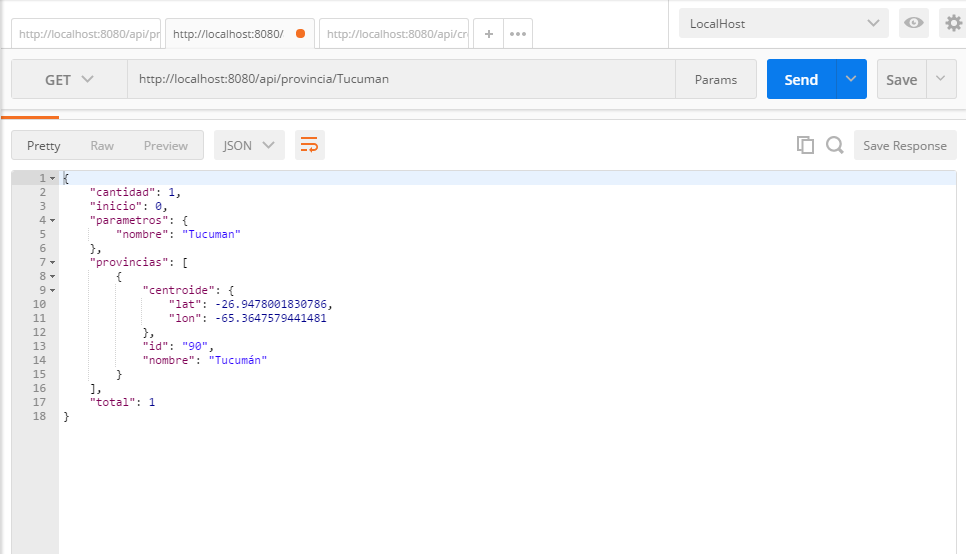 http://localhost:8080/api/pr
http://localhost:8080/
http://localhost:8080/api/cr
+
LocalHost
GET
http://localhost:8080/api/provincia/Tucuman
Params
Send
Save
Pretty
Raw
Preview
JSON
Save Response
1 {
2 "cantidad": 1,
3 "inicio": 0,
4 "parametros": {
5 "nombre": "Tucuman"
6 },
7 "provincias": [
8 {
9 "centroide": {
10 "lat": -26.9478001830786,
11 "lon": -65.3647579441481
12 },
13 "id": "90",
14 "nombre": "Tucumán"
15 }
16 ],
17 "total": 1
18 }